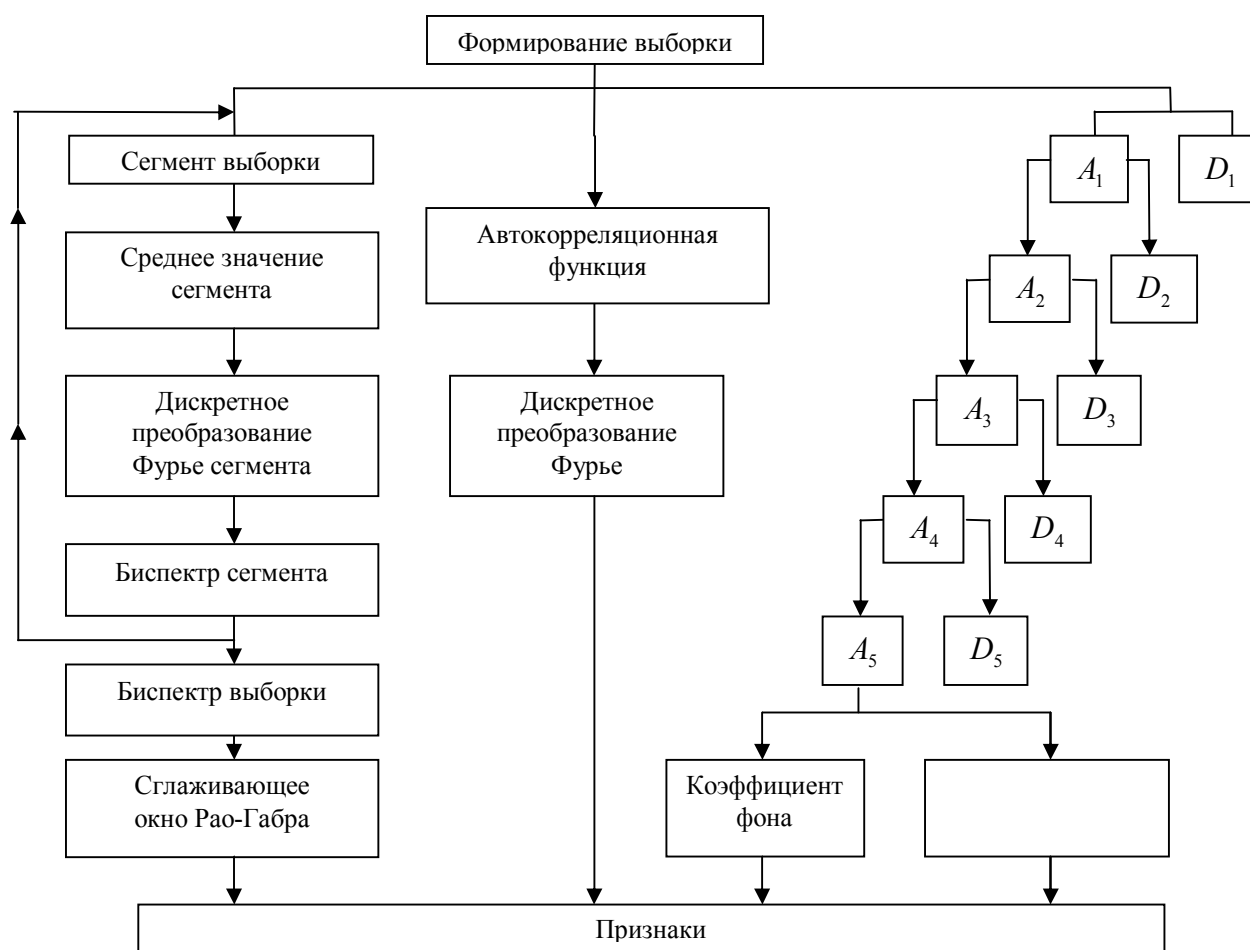 Формирование выборки
Сегмент выборки
Среднее значение
сегмента
Дискретное
преобразование
Фурье сегмента
Биспектр сегмента
Биспектр выборки
Сглаживающее
окно Рао-Габра
Автокорреляционная
функция
Дискретное
преобразование
Фурье
A₁
D₁
A₂
D₂
A₃
D₃
A₄
D₄
A₅
D₅
Коэффициент
фона
Признаки